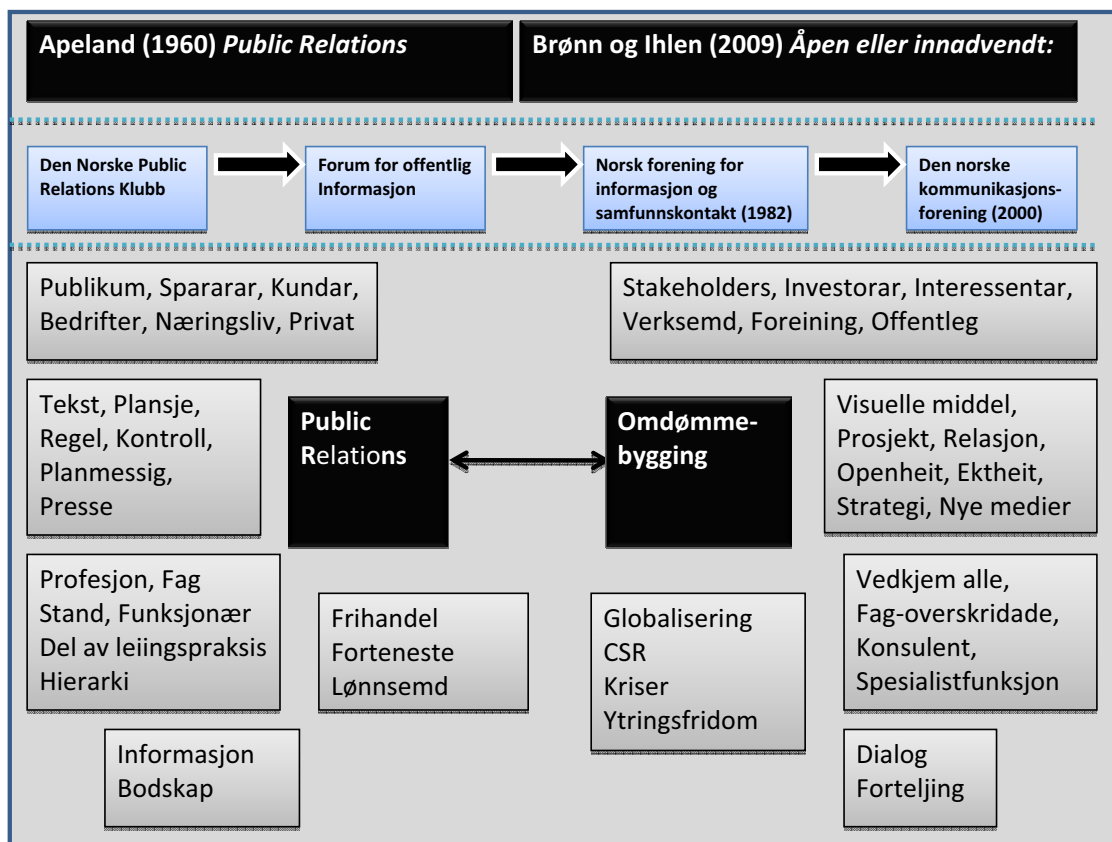 Apeland (1960) Public Relations
Brønn og Ihlen (2009) Åpen eller innadvendt:
Den Norske Public
Relations Klubb
Forum for offentlig
Informasjon
Norsk forening for
informasjon og
samfunnskontakt (1982)
Den norske
kommunikasjons-
forening (2000)
Publikum, Spararar, Kundar,
Bedrifter, Næringsliv, Privat
Stakeholders, Investorar, Interessentar,
Verksemd, Foreining, Offentleg
Tekst, Plansje,
Regel, Kontroll,
Planmessig,
Presse
Public
Relations
Omdømme-
bygging
Visuelle middel,
Prosjekt, Relasjon,
Openheit, Ektheit,
Strategi, Nye medier
Profesjon, Fag
Stand, Funksjonær
Del av leiingspraksis
Hierarki
Frihandel
Forteneste
Lønnsemd
Globalisering
CSR
Kriser
Ytringsfridom
Vedkjem alle,
Fag-overskridade,
Konsulent,
Spesialistfunksjon
Informasjon
Bodskap
Dialog
Forteljing